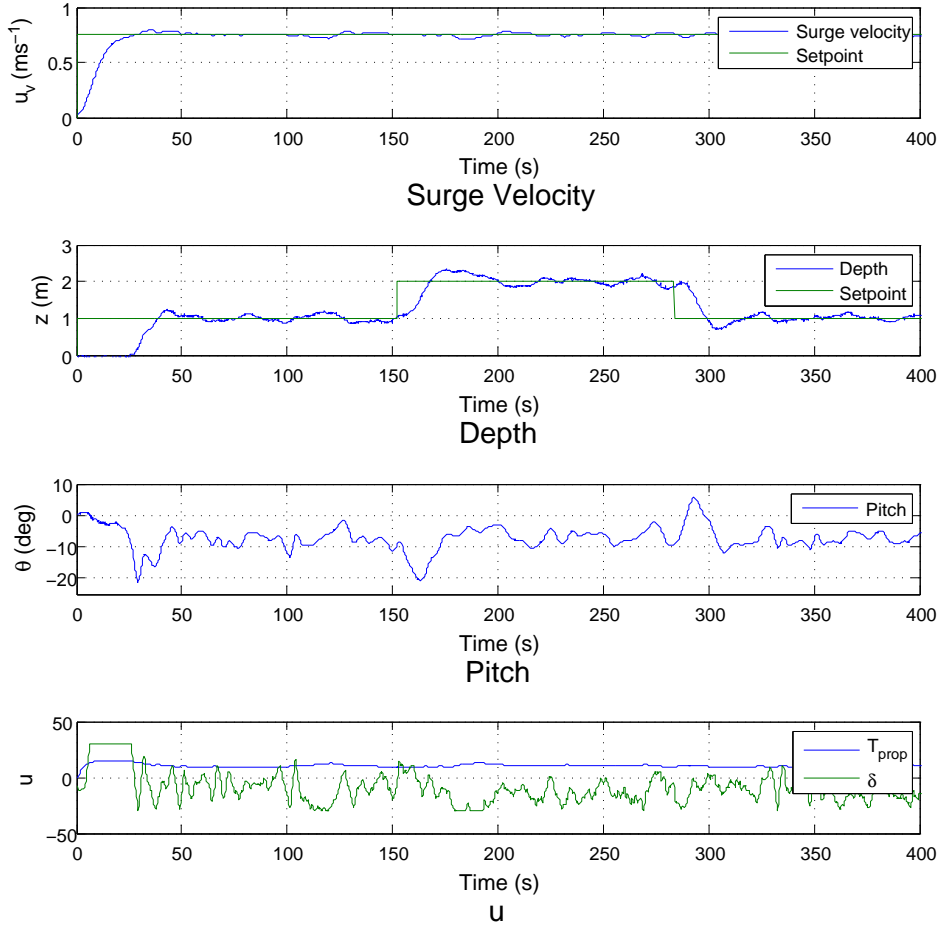 1
0.5
0
u_v (ms⁻¹)
Surge velocity
Setpoint
0 50 100 150 200 250 300 350 400
Time (s)
Surge Velocity
3
2
1
0
z (m)
Depth
Setpoint
0 50 100 150 200 250 300 350 400
Time (s)
Depth
10
0
−10
−20
θ (deg)
Pitch
0 50 100 150 200 250 300 350 400
Time (s)
Pitch
50
0
−50
u
T_prop
δ
0 50 100 150 200 250 300 350 400
Time (s)
u